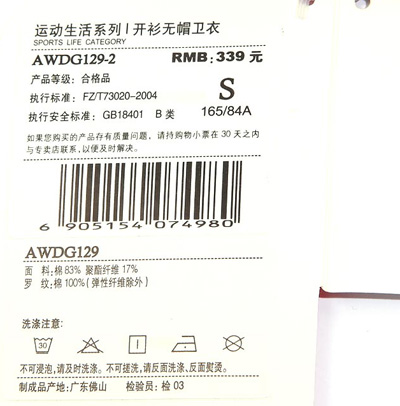 运动生活系列 | 开衫无帽卫衣
SPORTS LIFE CATEGORY
AWDG129-2 RMB: 339 元
产品等级: 合格品
执行标准: FZ/T73020-2004 S
执行安全标准: GB18401 B 类 165/84A
如果您购买的产品存有质量问题, 请持购物小票在 30 天之内
与专卖店联系, 以便及时解决。
6 905154 074980
AWDG129
面 料: 棉 83% 聚酯纤维 17%
罗 纹: 棉 100% (弹性纤维除外)
洗涤注意:
30
不可浸泡, 请及时洗涤。不可搓洗, 请反面洗涤、反面熨烫。
制成品产地: 广东佛山 检验员: 检 03